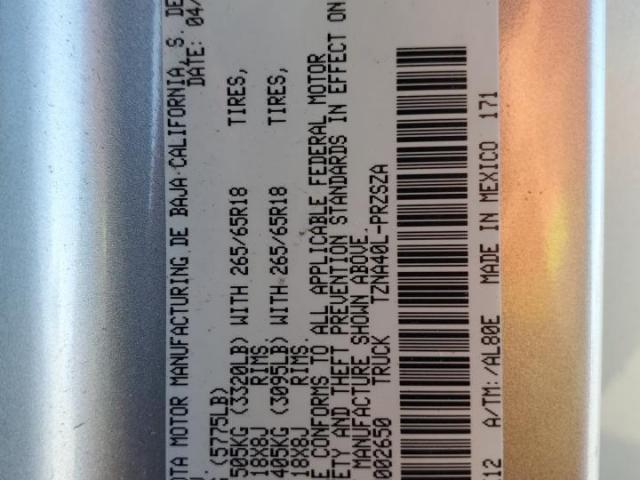 OTA MOTOR MANUFACTURING DE BAJA CALIFORNIA, S. DE
DATE: 04/
(5775LB)
505KG (3320LB) WITH 265/65R18 TIRES,
18X8J RIMS
405KG (3095LB) WITH 265/65R18 TIRES,
18X8J RIMS.
E CONFORMS TO ALL APPLICABLE FEDERAL MOTOR
ETY AND THEFT PREVENTION STANDARDS IN EFFECT ON
MANUFACTURE SHOWN ABOVE.
002650 TRUCK TZNA40L-PRZSZA
12 A/TM: /AL80E MADE IN MEXICO 171